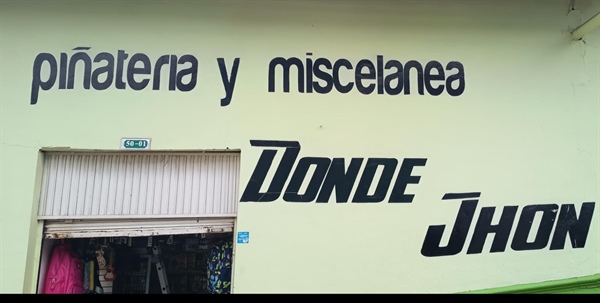 piñateria y miscelanea
50-01
DONDE
JHON